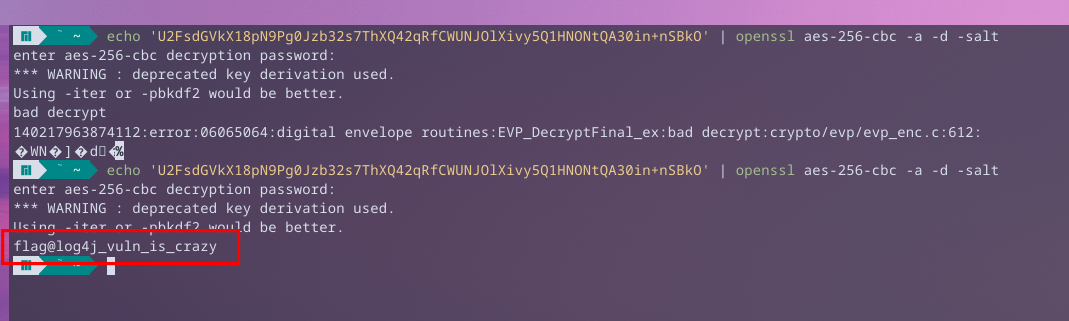 ~ echo 'U2FsdGVkX18pN9Pg0Jzb32s7ThXQ42qRfCWUNJOlXivy5Q1HNONtQA30in+nSBkO' | openssl aes-256-cbc -a -d -salt
enter aes-256-cbc decryption password:
*** WARNING : deprecated key derivation used.
Using -iter or -pbkdf2 would be better.
bad decrypt
140217963874112:error:06065064:digital envelope routines:EVP_DecryptFinal_ex:bad decrypt:crypto/evp/evp_enc.c:612:
�WN�]�d�%
~ echo 'U2FsdGVkX18pN9Pg0Jzb32s7ThXQ42qRfCWUNJOlXivy5Q1HNONtQA30in+nSBkO' | openssl aes-256-cbc -a -d -salt
enter aes-256-cbc decryption password:
*** WARNING : deprecated key derivation used.
Using -iter or -pbkdf2 would be better.
flag@log4j_vuln_is_crazy
~